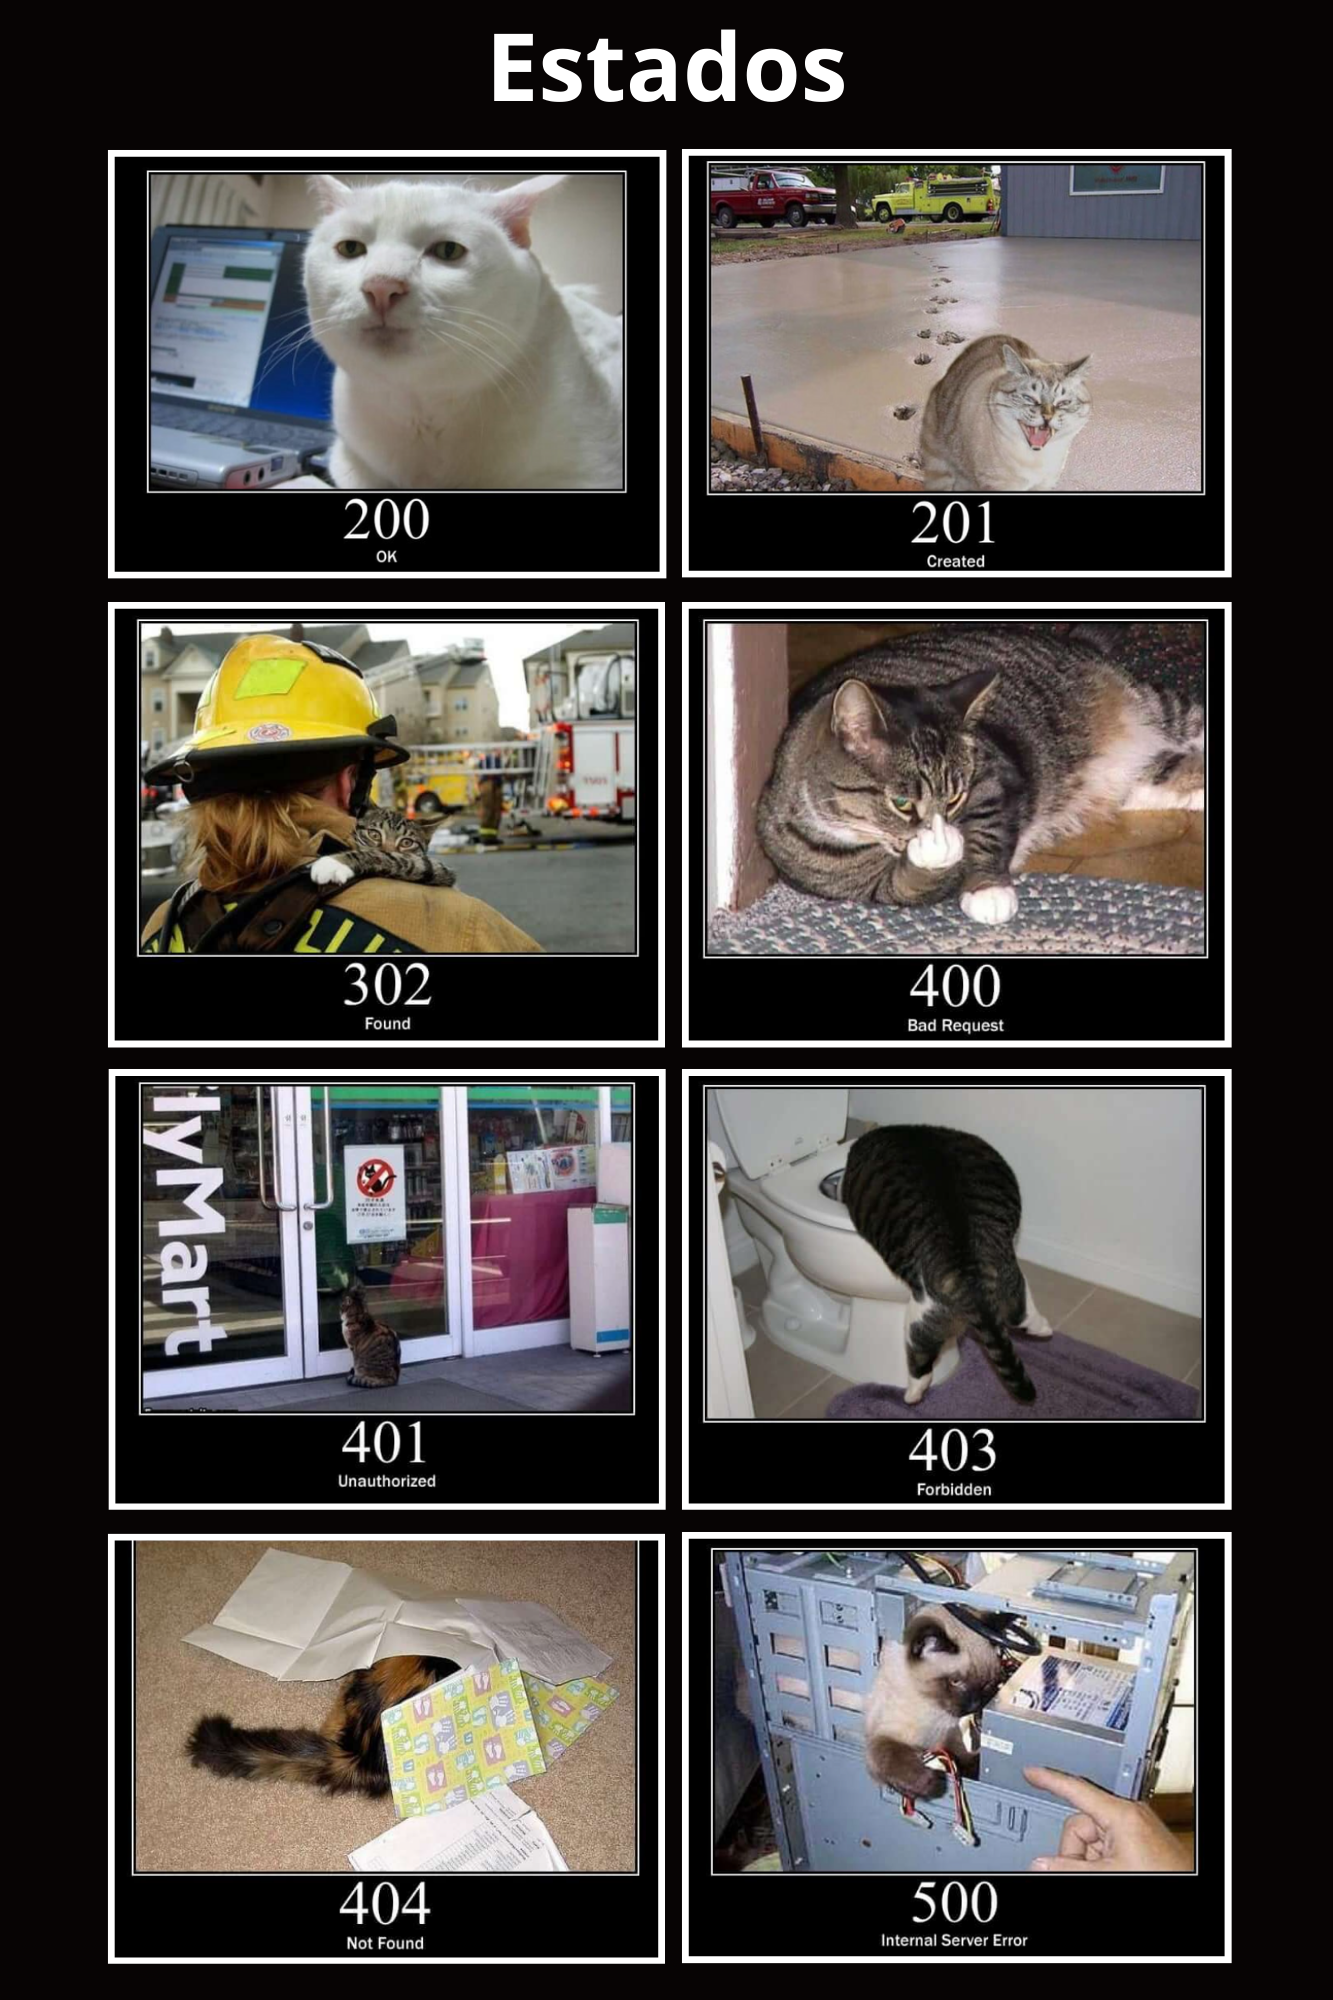 Estados
200
OK
201
Created
302
Found
400
Bad Request
lyMart
401
Unauthorized
403
Forbidden
404
Not Found
500
Internal Server Error